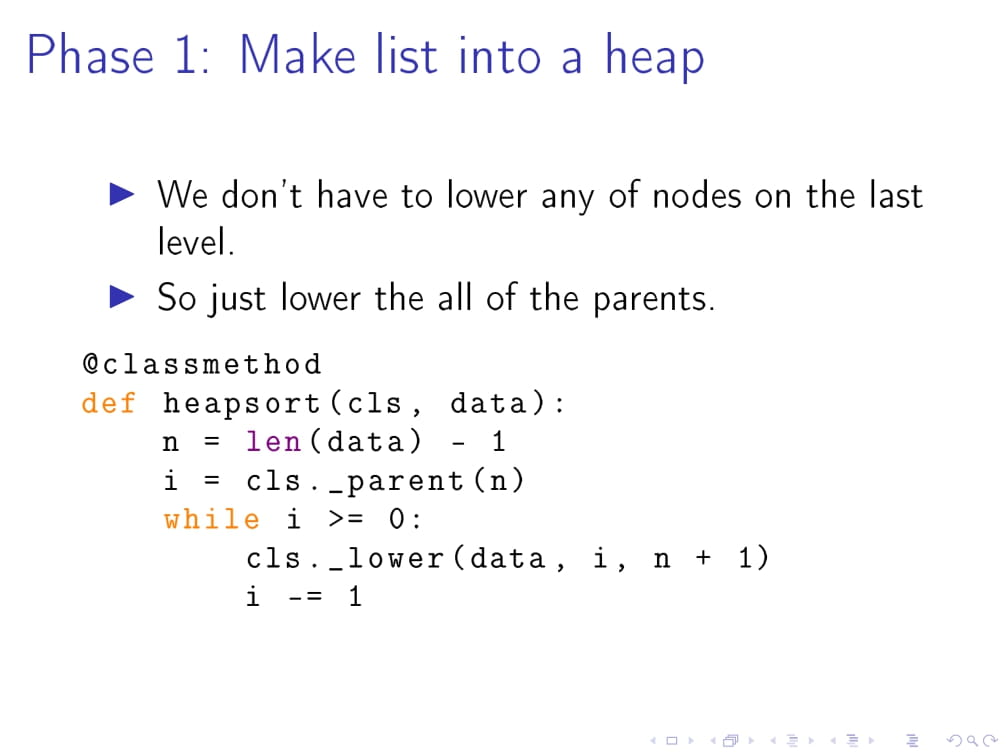 Phase 1: Make list into a heap
We don't have to lower any of nodes on the last
level.
So just lower the all of the parents.
@classmethod
def heapsort(cls, data):
    n = len(data) - 1
    i = cls._parent(n)
    while i >= 0:
        cls._lower(data, i, n + 1)
        i -= 1